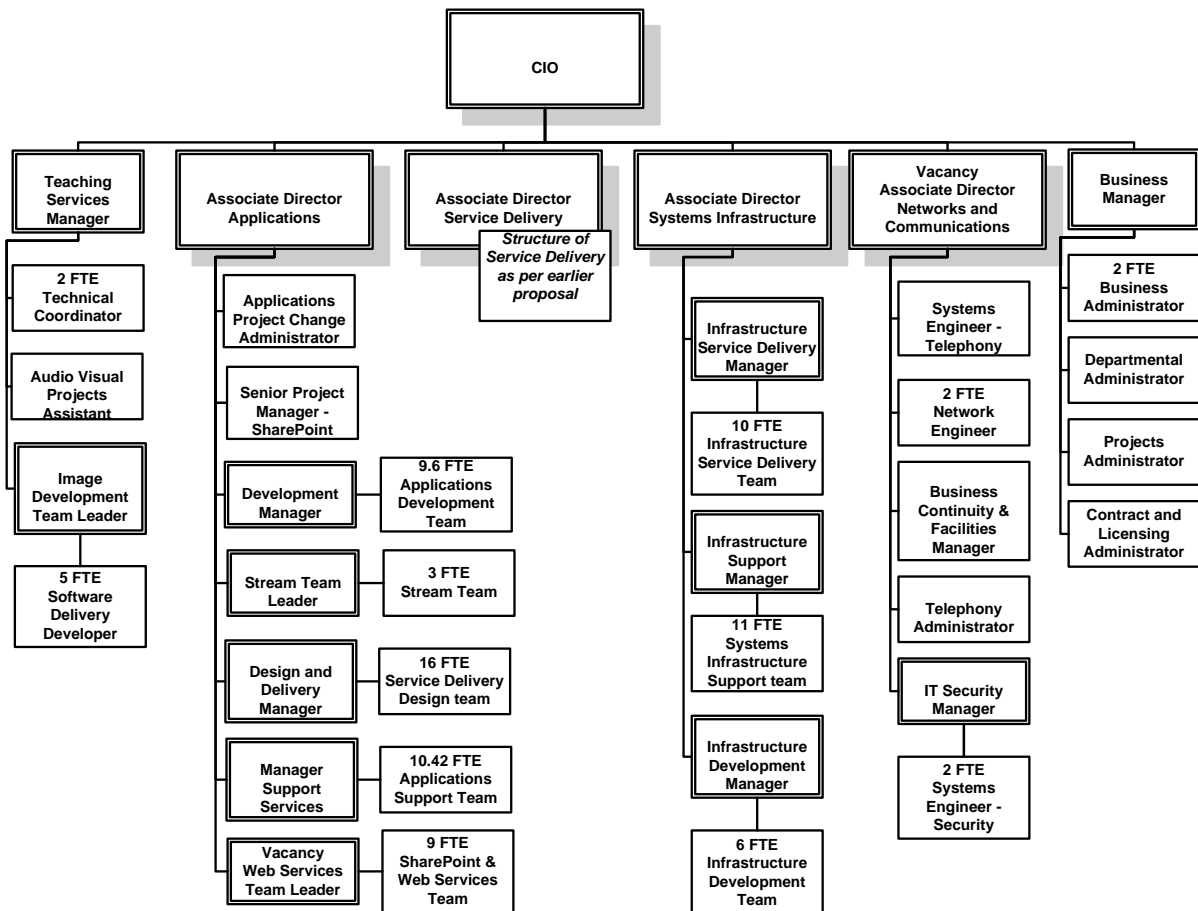 CIO
Teaching
Services
Manager
Associate Director
Applications
Associate Director
Service Delivery
Structure of
Service Delivery
as per earlier
proposal
Associate Director
Systems Infrastructure
Vacancy
Associate Director
Networks and
Communications
Business
Manager
2 FTE
Technical
Coordinator
Audio Visual
Projects
Assistant
Image
Development
Team Leader
5 FTE
Software
Delivery
Developer
Applications
Project Change
Administrator
Senior Project
Manager -
SharePoint
Development
Manager
9.6 FTE
Applications
Development
Team
Stream Team
Leader
3 FTE
Stream Team
Design and
Delivery
Manager
16 FTE
Service Delivery
Design team
Manager
Support
Services
10.42 FTE
Applications
Support Team
Vacancy
Web Services
Team Leader
9 FTE
SharePoint &
Web Services
Team
Infrastructure
Service Delivery
Manager
10 FTE
Infrastructure
Service Delivery
Team
Infrastructure
Support
Manager
11 FTE
Systems
Infrastructure
Support team
Infrastructure
Development
Manager
6 FTE
Infrastructure
Development
Team
Systems
Engineer -
Telephony
2 FTE
Network
Engineer
Business
Continuity &
Facilities
Manager
Telephony
Administrator
IT Security
Manager
2 FTE
Systems
Engineer -
Security
2 FTE
Business
Administrator
Departmental
Administrator
Projects
Administrator
Contract and
Licensing
Administrator